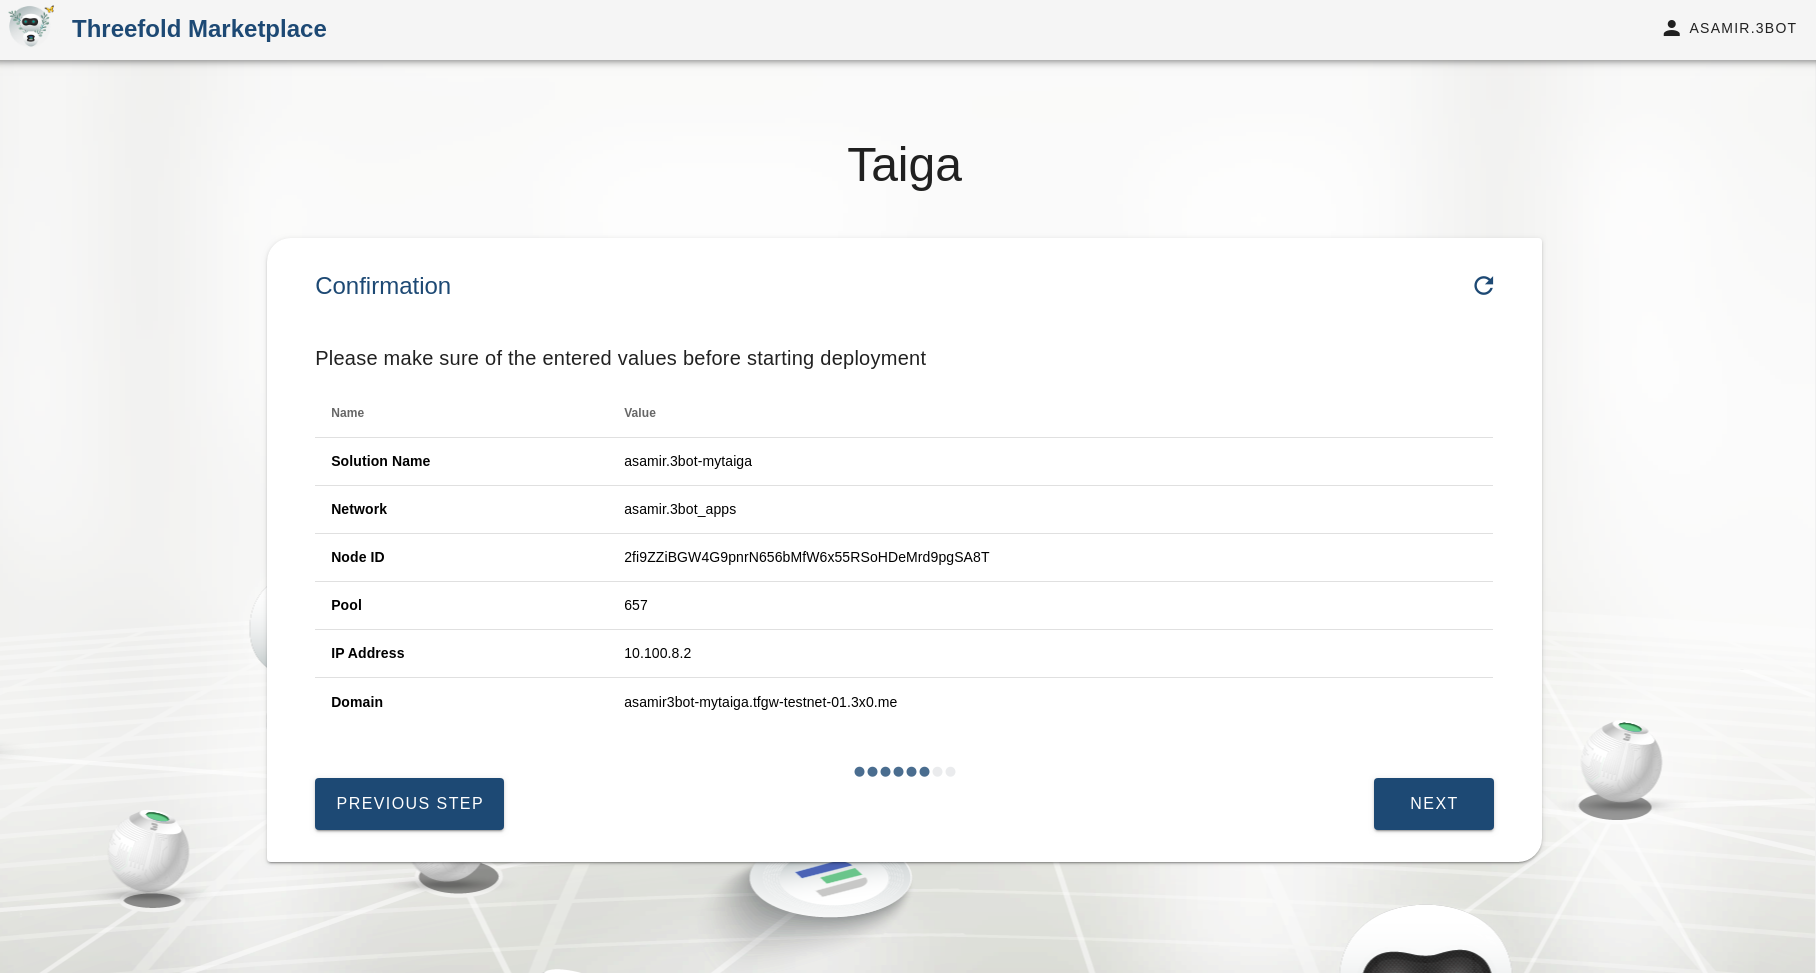 Threefold Marketplace
ASAMIR.3BOT
Taiga
Confirmation
Please make sure of the entered values before starting deployment
Name Value
Solution Name asamir.3bot-mytaiga
Network asamir.3bot_apps
Node ID 2fi9ZZiBGW4G9pnrN656bMfW6x55RSoHDeMrd9pgSA8T
Pool 657
IP Address 10.100.8.2
Domain asamir3bot-mytaiga.tfgw-testnet-01.3x0.me
PREVIOUS STEP
NEXT